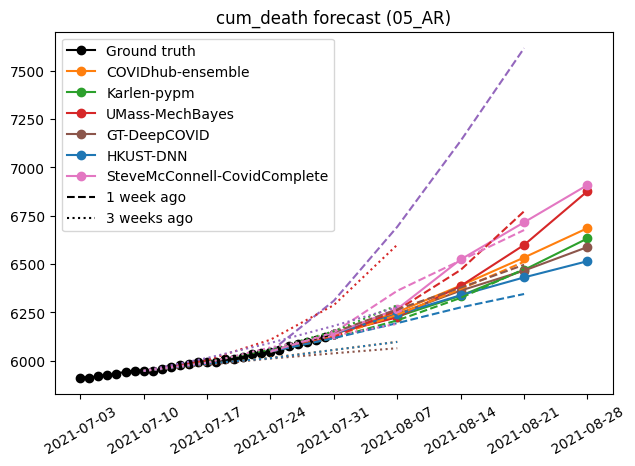 cum_death forecast (05_AR)
7500
7250
7000
6750
6500
6250
6000
Ground truth
COVIDhub-ensemble
Karlen-pypm
UMass-MechBayes
GT-DeepCOVID
HKUST-DNN
SteveMcConnell-CovidComplete
1 week ago
3 weeks ago
2021-07-03
2021-07-10
2021-07-17
2021-07-24
2021-07-31
2021-08-07
2021-08-14
2021-08-21
2021-08-28